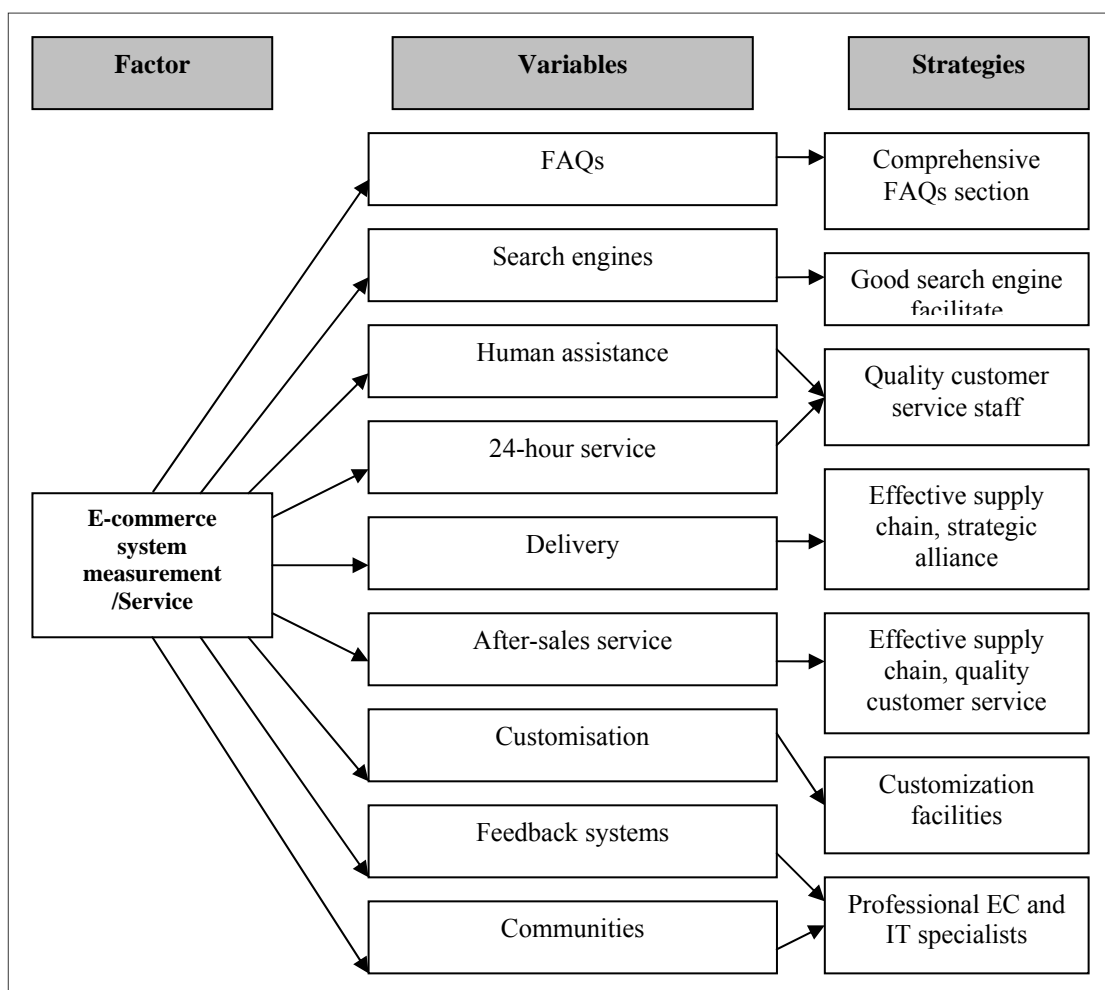 Factor
Variables
Strategies
FAQs
Comprehensive
FAQs section
Search engines
Good search engine
facilitate
Human assistance
Quality customer
service staff
24-hour service
E-commerce
system
measurement
/Service
Delivery
Effective supply
chain, strategic
alliance
After-sales service
Effective supply
chain, quality
customer service
Customisation
Customization
facilities
Feedback systems
Communities
Professional EC and
IT specialists